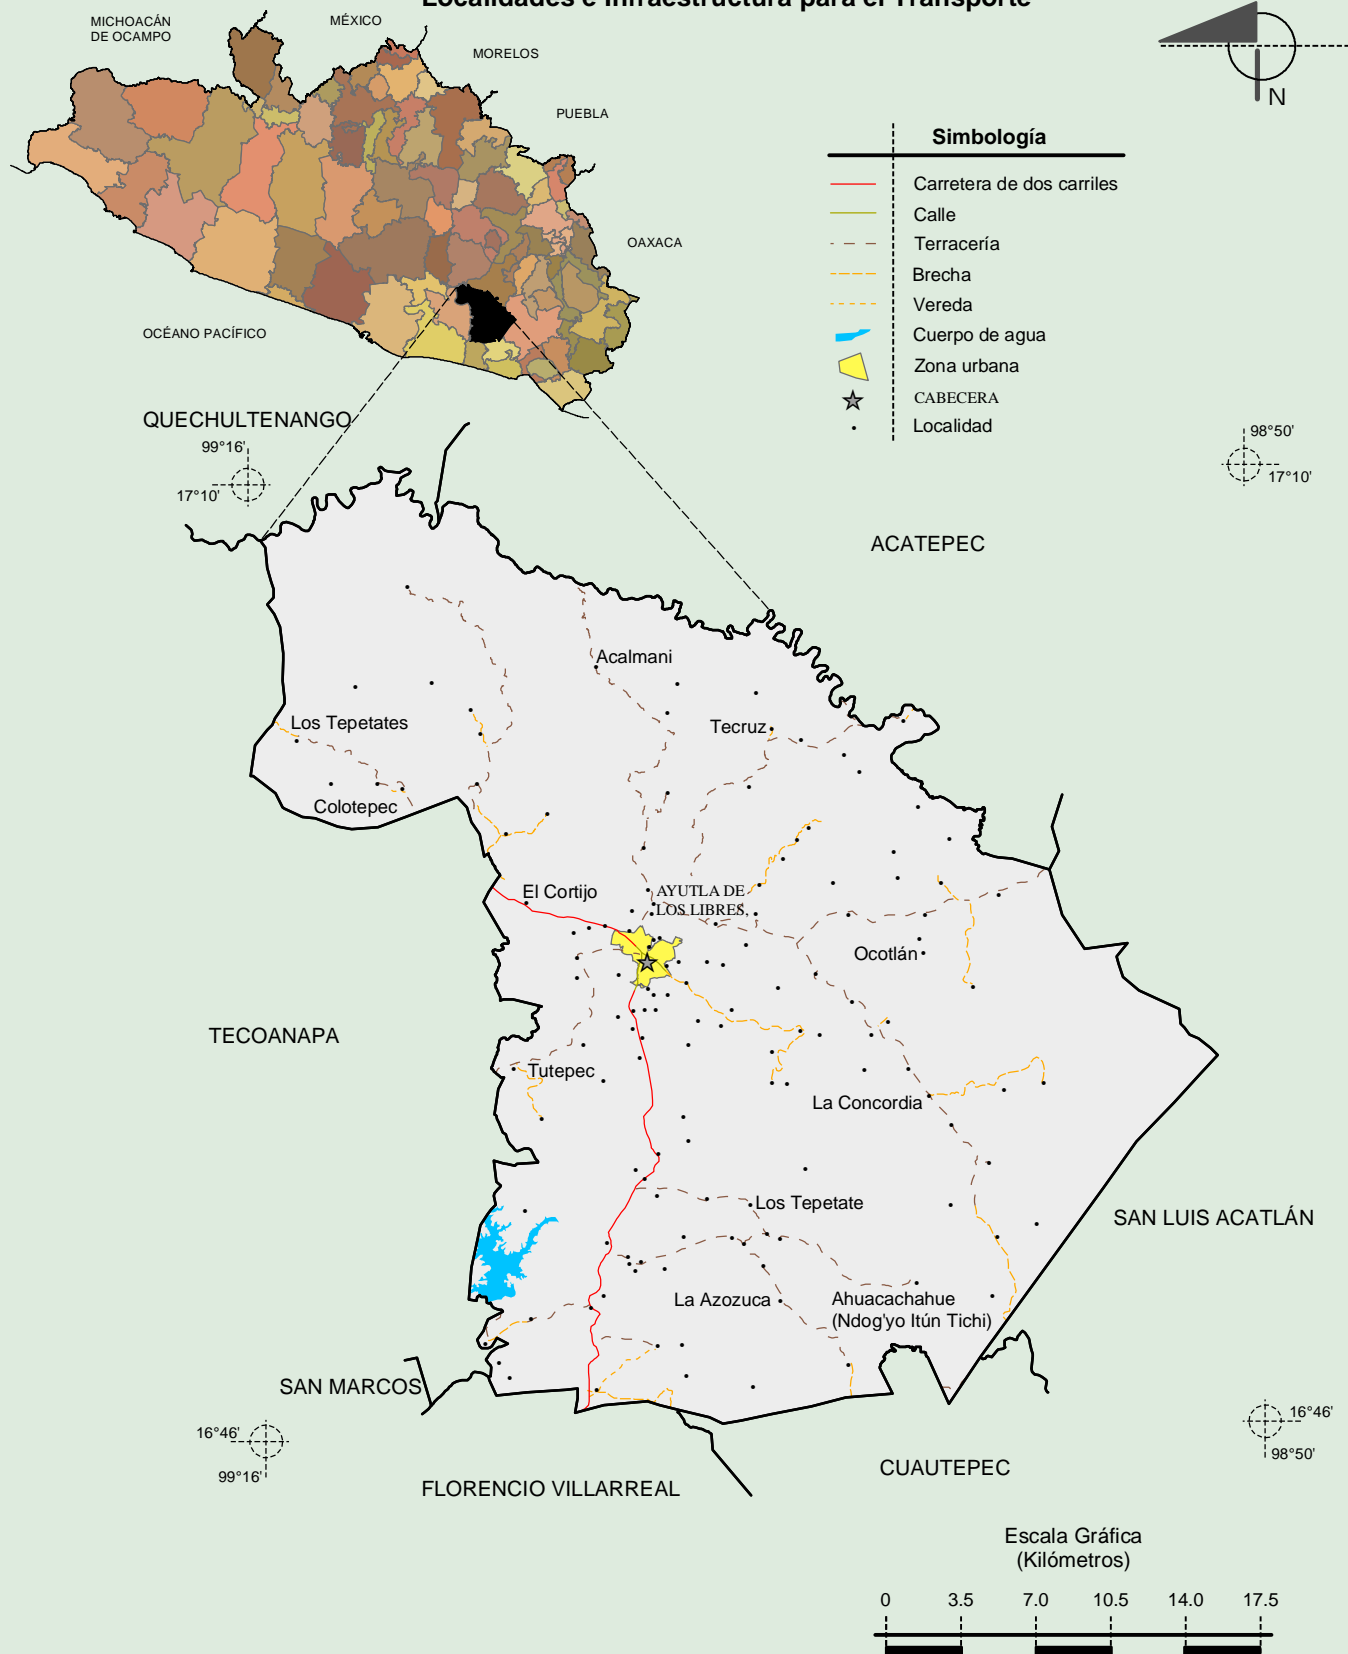 Localidades e Infraestructura para el Transporte
MICHOACÁN
DE OCAMPO
MÉXICO
MORELOS
PUEBLA
OAXACA
OCÉANO PACÍFICO
N
Simbología
Carretera de dos carriles
Calle
Terracería
Brecha
Vereda
Cuerpo de agua
Zona urbana
CABECERA
Localidad
QUECHULTENANGO
99°16'
17°10'
98°50'
17°10'
ACATEPEC
Acalmani
Los Tepetates
Tecruz
Colotepec
El Cortijo
AYUTLA DE
LOS LIBRES
Ocotlán
TECOANAPA
Tutepec
La Concordia
Los Tepetate
SAN LUIS ACATLÁN
La Azozuca
Ahuacachahue
(Ndog'yo Itún Tichi)
SAN MARCOS
16°46'
99°16'
16°46'
98°50'
CUAUTEPEC
FLORENCIO VILLARREAL
Escala Gráfica
(Kilómetros)
0 3.5 7.0 10.5 14.0 17.5